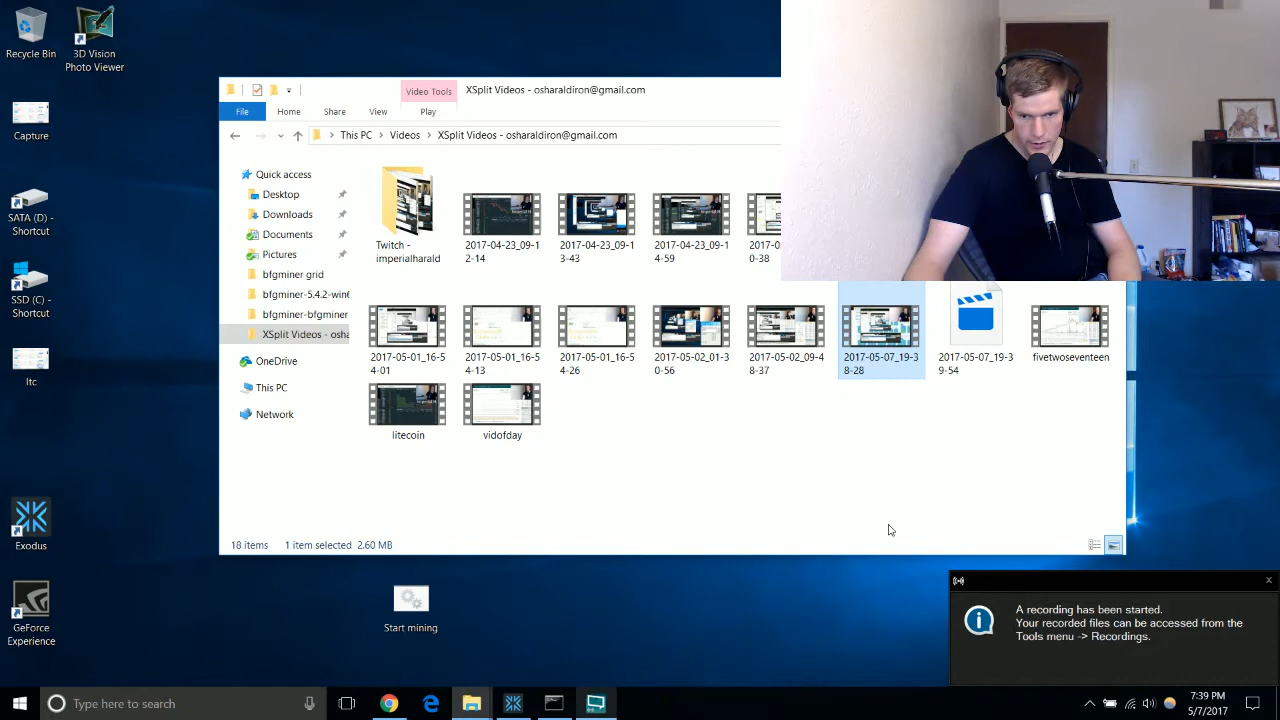 Recycle Bin
3D Vision
Photo Viewer
Capture
SATA (D) -
Shortcut
SSD (C) -
Shortcut
ltc
Exodus
GeForce
Experience
Video Tools
XSplit Videos - osharaldiron@gmail.com
File
Home
Share
View
Play
This PC
Videos
XSplit Videos - osharaldiron@gmail.com
Quick access
Desktop
Downloads
Documents
Pictures
bfgminer grid
bfgminer-5.4.2-win6
bfgminer-bfgminer
XSplit Videos - osha
OneDrive
This PC
Network
Twitch -
imperialharald
2017-04-23_09-1
2-14
2017-04-23_09-1
3-43
2017-04-23_09-1
4-59
0-38
2017-05-01_16-5
4-01
2017-05-01_16-5
4-13
2017-05-01_16-5
4-26
2017-05-02_01-3
0-56
2017-05-02_09-4
8-37
2017-05-07_19-3
8-28
2017-05-07_19-3
9-54
fivetwoseventeen
litecoin
vidofday
18 items
1 item selected 2.60 MB
Start mining
A recording has been started.
Your recorded files can be accessed from the
Tools menu -> Recordings.
Type here to search
7:39 PM
5/7/2017